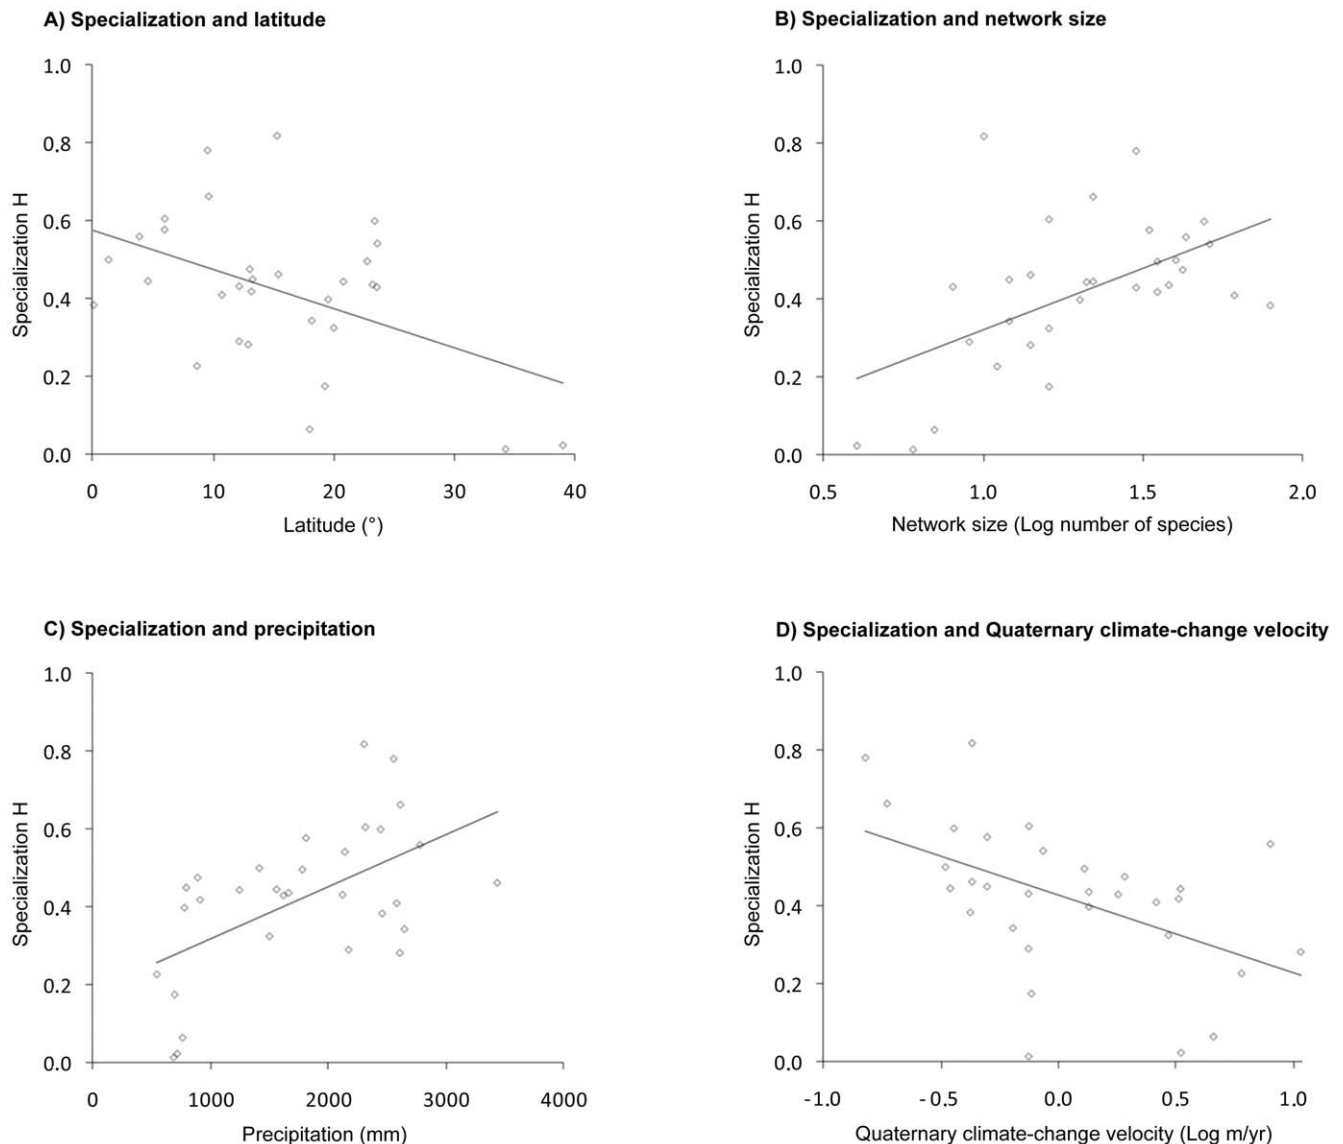 A) Specialization and latitude
1.0
0.8
0.6
0.4
0.2
0.0
Specialization H
0 10 20 30 40
Latitude (°)
B) Specialization and network size
1.0
0.8
0.6
0.4
0.2
0.0
Specialization H
0.5 1.0 1.5 2.0
Network size (Log number of species)
C) Specialization and precipitation
1.0
0.8
0.6
0.4
0.2
0.0
Specialization H
0 1000 2000 3000 4000
Precipitation (mm)
D) Specialization and Quaternary climate-change velocity
1.0
0.8
0.6
0.4
0.2
0.0
Specialization H
-1.0 -0.5 0.0 0.5 1.0
Quaternary climate-change velocity (Log m/yr)